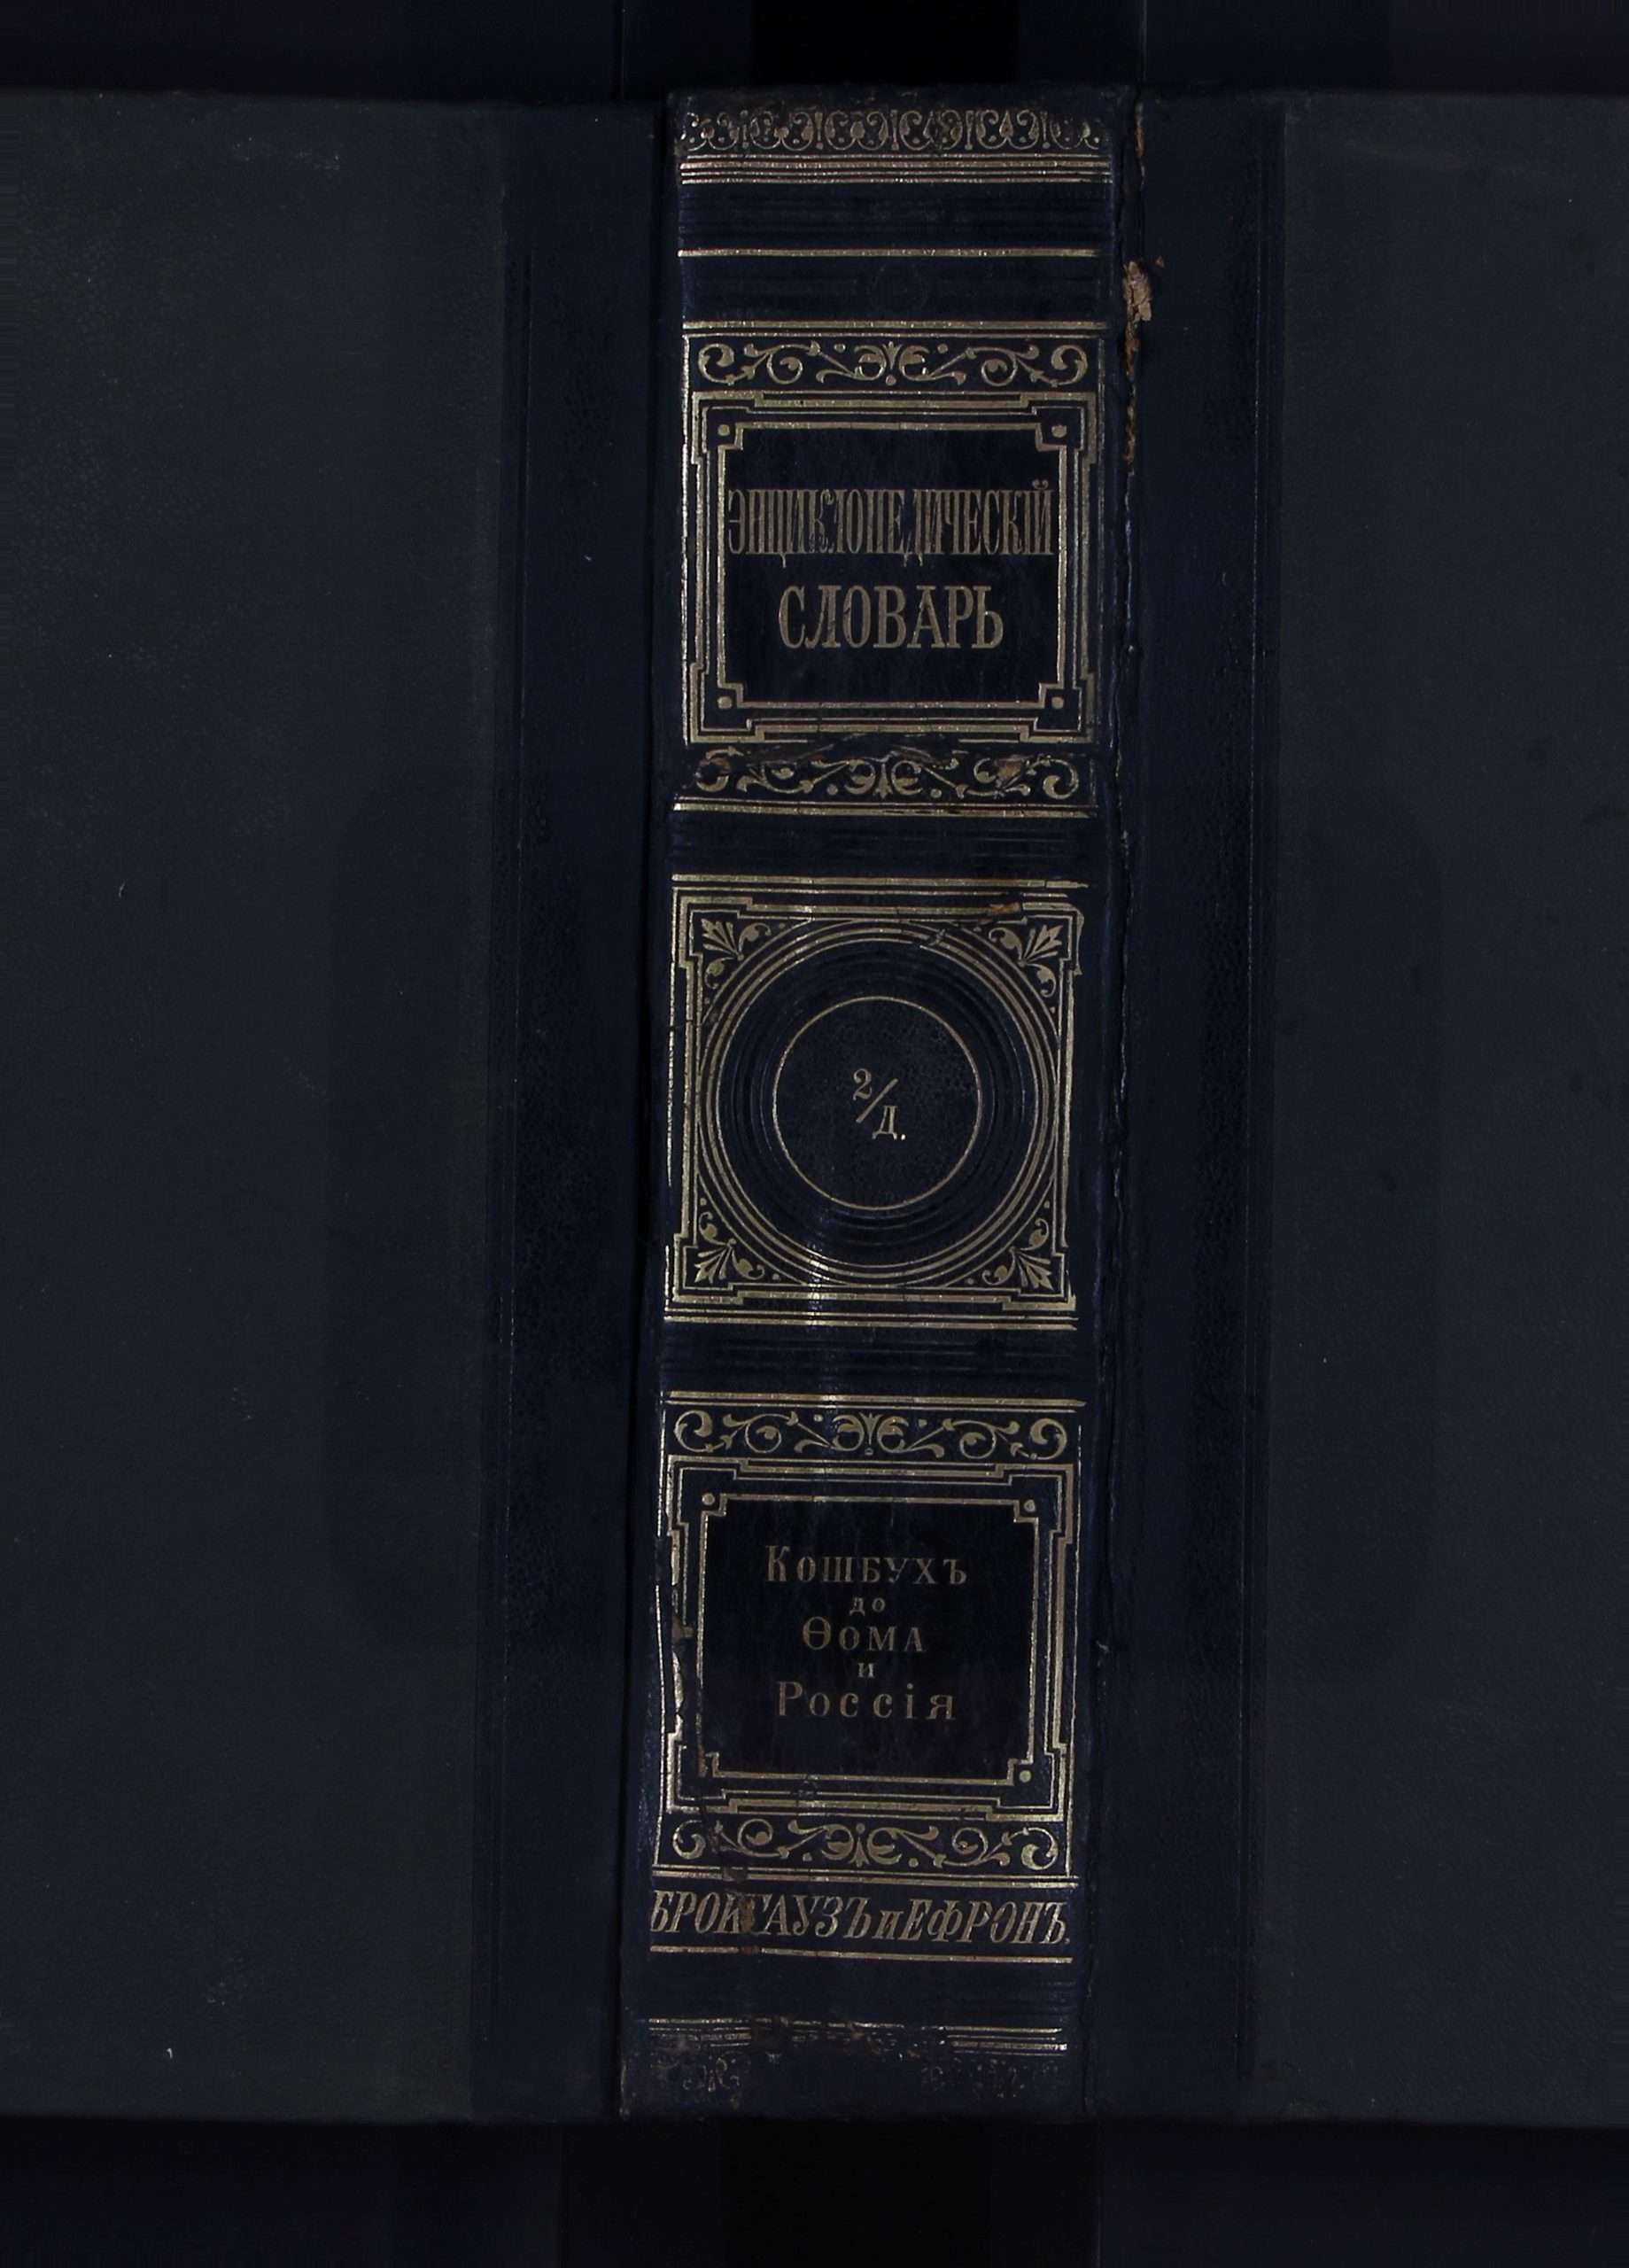 ЭНЦИКЛОПЕДИЧЕСКІЙ
СЛОВАРЬ
2/Д.
Кошбухъ
до
Ѳома
и
Россія
БРОКГАУЗЪ и ЕФРОНЪ.